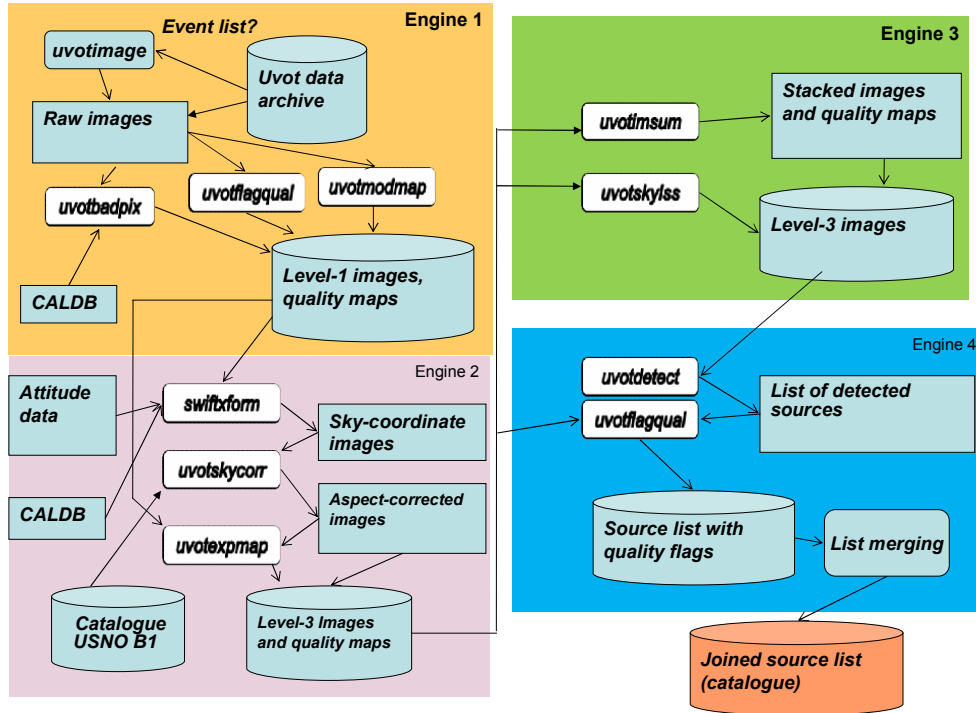 Engine 1
Event list?
uvotimage
Uvot data
archive
Raw images
uvotbadpix
uvotflagqual
uvotmodmap
CALDB
Level-1 images,
quality maps
Engine 2
Attitude
data
swiftxform
Sky-coordinate
images
uvotskycorr
CALDB
Aspect-corrected
images
uvotexpmap
Catalogue
USNO B1
Level-3 Images
and quality maps
Engine 3
uvotimsum
Stacked images
and quality maps
uvotskylss
Level-3 images
Engine 4
uvotdetect
List of detected
sources
uvotflagqual
Source list with
quality flags
List merging
Joined source list
(catalogue)